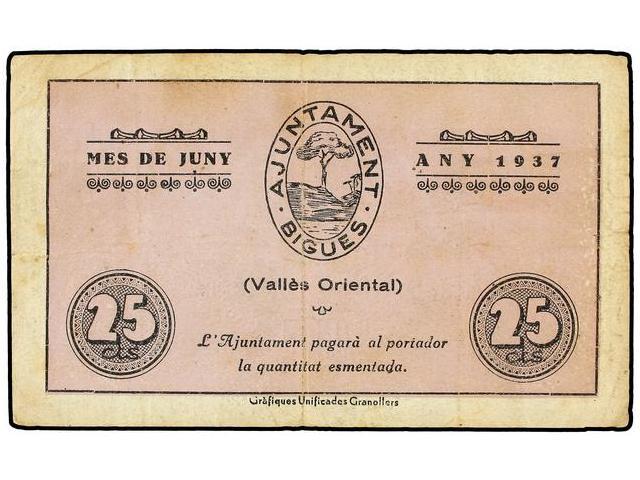 AJUNTAMENT
BIGUES
MES DE JUNY
ANY 1937
(Vallès Oriental)
25
cts
25
cts
L'Ajuntament pagarà al portador
la quantitat esmentada.
Gràfiques Unificades Granollers